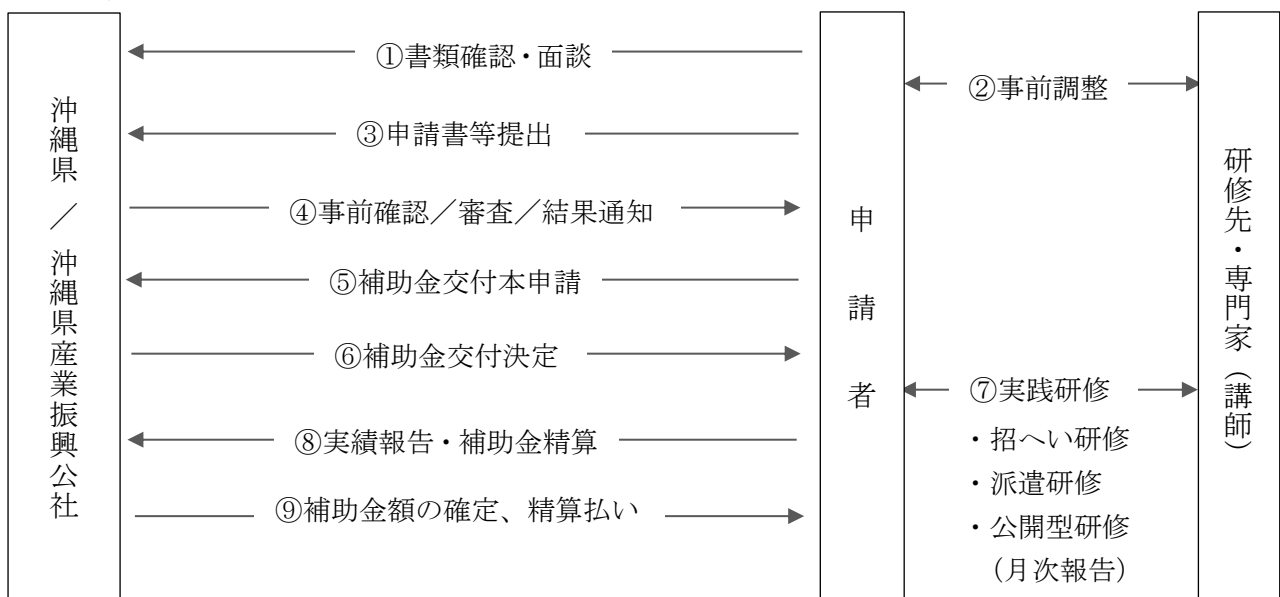 沖縄県／沖縄県産業振興公社
①書類確認・面談
③申請書等提出
④事前確認／審査／結果通知
⑤補助金交付本申請
⑥補助金交付決定
⑧実績報告・補助金精算
⑨補助金額の確定、精算払い
申請者
②事前調整
⑦実践研修
・招へい研修
・派遣研修
・公開型研修
（月次報告）
研修先・専門家（講師）